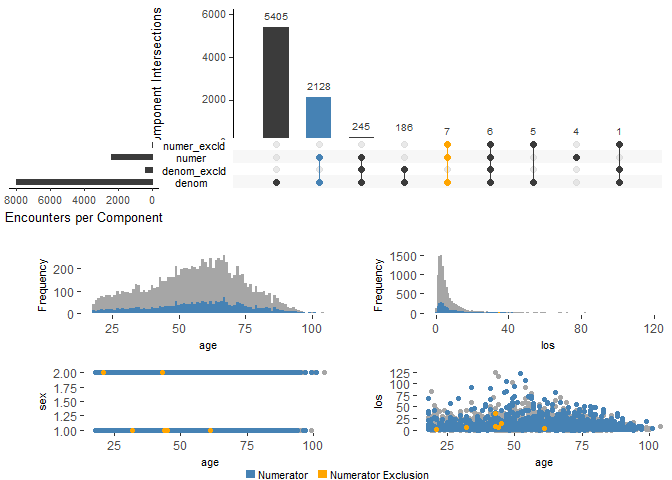 6000
4000
2000
0
omponent Intersections
5405
2128
245
186
7
6
5
4
1
numer_excld
numer
denom_excld
denom
8000 6000 4000 2000 0
Encounters per Component
Frequency
200
100
0
25 50 75 100
age
Frequency
1500
1000
500
0
0 40 80 120
los
sex
2.00
1.75
1.50
1.25
1.00
25 50 75 100
age
los
125
100
75
50
25
0
25 50 75 100
age
Numerator Numerator Exclusion